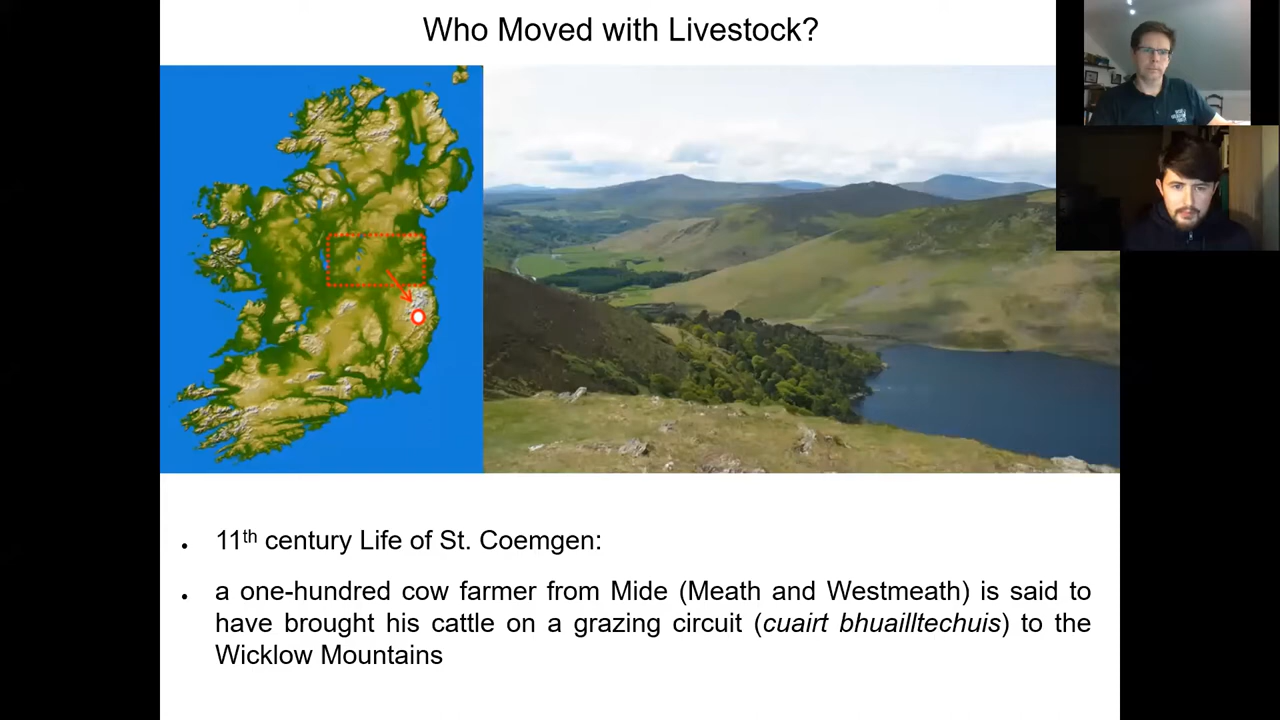 Who Moved with Livestock?
• 11th century Life of St. Coemgen:
• a one-hundred cow farmer from Mide (Meath and Westmeath) is said to
have brought his cattle on a grazing circuit (cuairt bhuailltechuis) to the
Wicklow Mountains